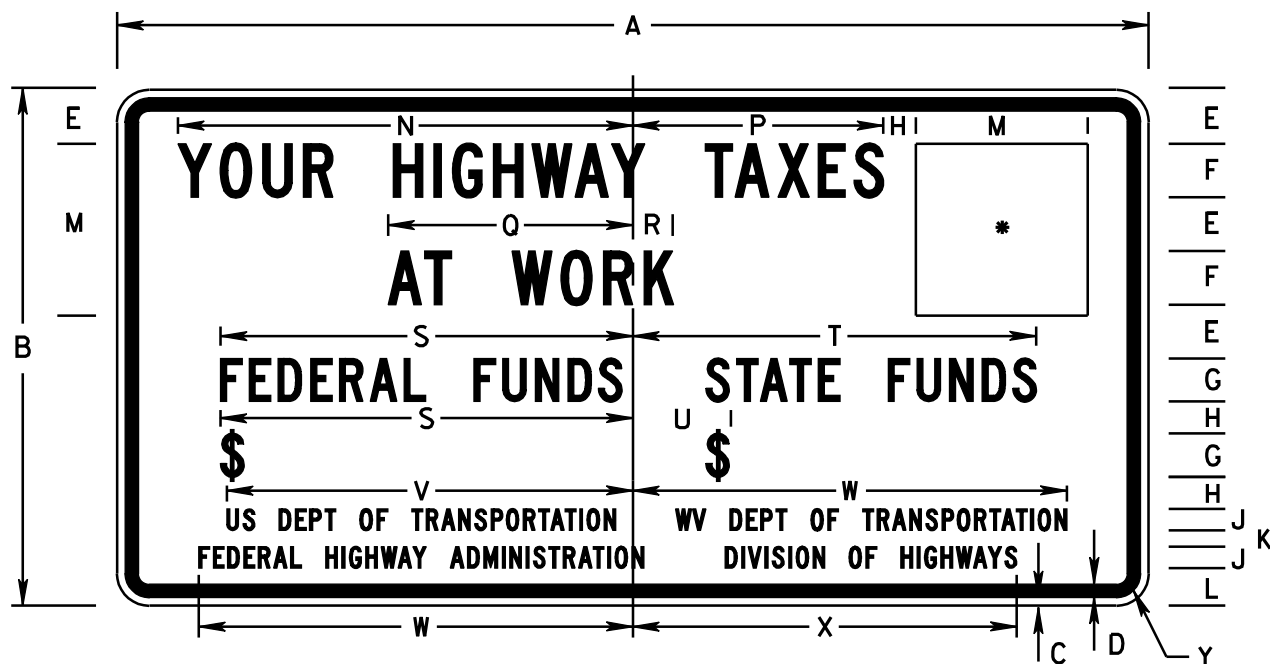 A
E N P H M E
YOUR HIGHWAY TAXES F
M Q R * E
AT WORK F
B S T E
FEDERAL FUNDS STATE FUNDS G
S U H
$ $ G
V W H
US DEPT OF TRANSPORTATION WV DEPT OF TRANSPORTATION J
K
FEDERAL HIGHWAY ADMINISTRATION DIVISION OF HIGHWAYS J
L
W X C D Y